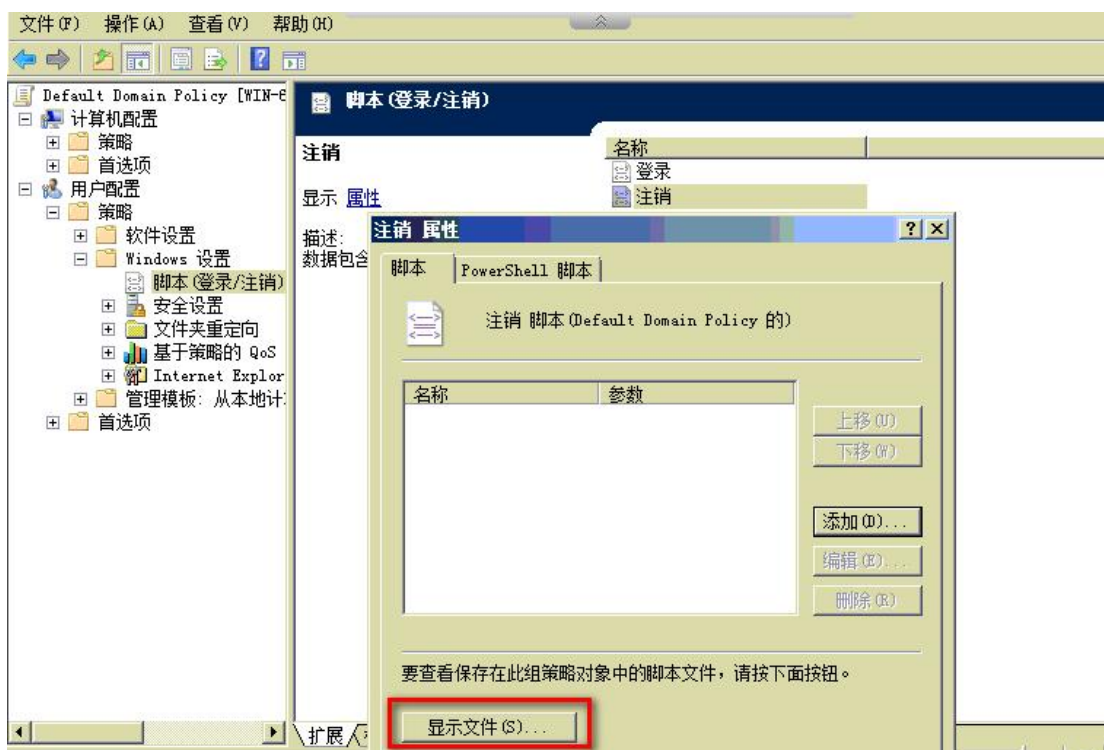 文件(F) 操作(A) 查看(V) 帮助(H)
Default Domain Policy [WIN-6
计算机配置
策略
首选项
用户配置
策略
软件设置
Windows 设置
脚本(登录/注销)
安全设置
文件夹重定向
基于策略的 QoS
Internet Explor
管理模板: 从本地计
首选项
脚本(登录/注销)
注销
显示 属性
描述:
数据包含
名称
登录
注销
注销 属性
脚本
PowerShell 脚本
注销 脚本(Default Domain Policy 的)
名称
参数
上移(U)
下移(W)
添加(D)...
编辑(E)...
删除(R)
要查看保存在此组策略对象中的脚本文件,请按下面按钮。
显示文件(S)...
扩展